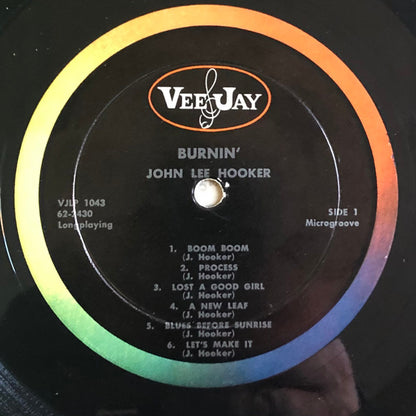 VEE JAY
BURNIN'
JOHN LEE HOOKER
VJLP 1043
62-2430
Longplaying
SIDE 1
Microgroove
1. BOOM BOOM
(J. Hooker)
2. PROCESS
(J. Hooker)
3. LOST A GOOD GIRL
(J. Hooker)
4. A NEW LEAF
(J. Hooker)
5. BLUES BEFORE SUNRISE
(J. Hooker)
6. LET'S MAKE IT
(J. Hooker)